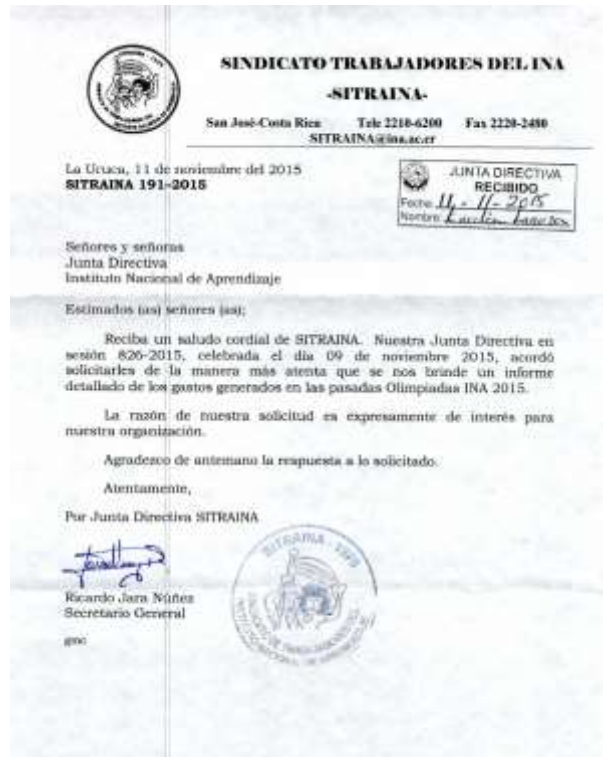 SINDICATO TRABAJADORES DEL INA
-SITRAINA-
San José-Costa Rica Tele 2210-6200 Fax 2220-2480
SITRAINA@ina.ac.cr
La Uruca, 11 de noviembre del 2015
SITRAINA 191-2015
JUNTA DIRECTIVA
RECIBIDO
Fecha 11 - 11 - 2015
Nombre
Señores y señoras
Junta Directiva
Instituto Nacional de Aprendizaje
Estimados (as) señores (as);
Reciba un saludo cordial de SITRAINA. Nuestra Junta Directiva en
sesión 826-2015, celebrada el día 09 de noviembre 2015, acordó
solicitarles de la manera más atenta que se nos brinde un informe
detallado de los gastos generados en las pasadas Olimpiadas INA 2015.
La razón de nuestra solicitud es expresamente de interés para
nuestra organización.
Agradezco de antemano la respuesta a lo solicitado.
Atentamente,
Por Junta Directiva SITRAINA
SITRAINA - 1975
Ricardo Jara Núñez
Secretario General
gmc